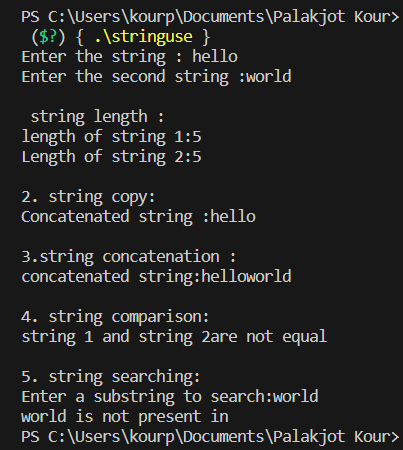 PS C:\Users\kourp\Documents\Palakjot Kour>
($?) { .\stringuse }
Enter the string : hello
Enter the second string :world
string length :
length of string 1:5
Length of string 2:5
2. string copy:
Concatenated string :hello
3.string concatenation :
concatenated string:helloworld
4. string comparison:
string 1 and string 2are not equal
5. string searching:
Enter a substring to search:world
world is not present in
PS C:\Users\kourp\Documents\Palakjot Kour>